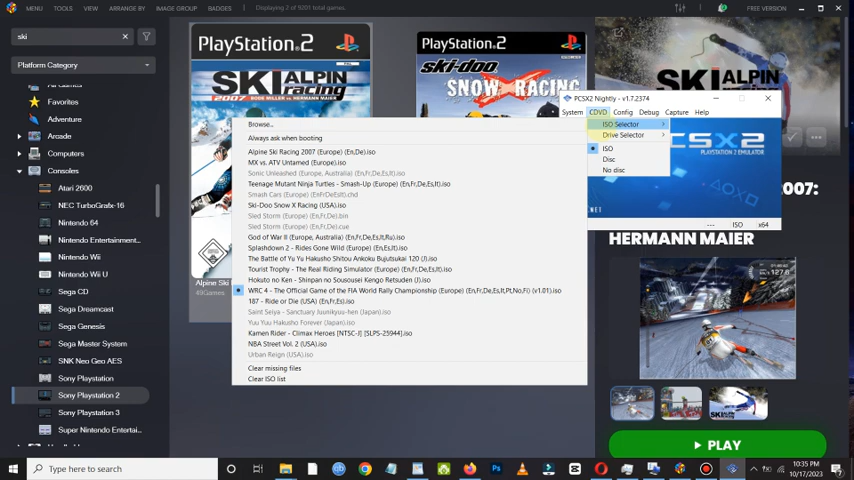 MENU TOOLS VIEW ARRANGE BY IMAGE GROUP BADGES Displaying 2 of 9201 total games. FREE VERSION
ski
Platform Category
Favorites
Adventure
Arcade
Computers
Consoles
Atari 2600
NEC TurboGrafx-16
Nintendo 64
Nintendo Entertainment...
Nintendo Wii
Nintendo Wii U
Sega CD
Sega Dreamcast
Sega Genesis
Sega Master System
SNK Neo Geo AES
Sony Playstation
Sony Playstation 2
Sony Playstation 3
Super Nintendo Entertai...
PlayStation 2
SKI ALPIN
racing
2007 BODE MILLER vs. HERMANN MAIER
Alpine Ski
49Games
PlayStation 2
ski-doo
SNOW RACING
PCSX2 Nightly - v1.7.2374
System CDVD Config Debug Capture Help
ISO Selector
Drive Selector
ISO
Disc
No disc
PLAYSTATION 2 EMULATOR
ISO x64
Browse...
Always ask when booting
Alpine Ski Racing 2007 (Europe) (En,De).iso
MX vs. ATV Untamed (Europe).iso
Sonic Unleashed (Europe, Australia) (En,Fr,De,Es,It).iso
Teenage Mutant Ninja Turtles - Smash-Up (Europe) (En,Fr,De,Es,It).iso
Smash Cars (Europe) (EnFrDeEsIt).chd
Ski-Doo Snow X Racing (USA).iso
Sled Storm (Europe).bin
Sled Storm (Europe).cue
God of War II (Europe, Australia) (En,Fr,De,Es,It,Ru).iso
Splashdown 2 - Rides Gone Wild (Europe) (En,Es,It).iso
The Battle of Yu Yu Hakusho Shitou Ankoku Bujutsukai 120 (J).iso
Tourist Trophy - The Real Riding Simulator (Europe) (En,Fr,De,Es,It).iso
Hokuto no Ken - Shinpan no Sousousei Kengo Retsuden (J).iso
WRC 4 - The Official Game of the FIA World Rally Championship (Europe) (En,Fr,De,Es,It,Pt,No,Fi) (v1.01).iso
187 - Ride or Die (USA) (En,Fr,Es).iso
Saint Seiya - Sanctuary Juunikyuu-hen (Japan).iso
Yuu Yuu Hakusho Forever (Japan).iso
Kamen Rider - Climax Heroes [NTSC-J] [SLPS-25944].iso
NBA Street Vol. 2 (USA).iso
Urban Reign (USA).iso
Clear missing files
Clear ISO list
2007:
HERMANN MAIER
PLAY
Type here to search
10:35 PM
10/17/2023